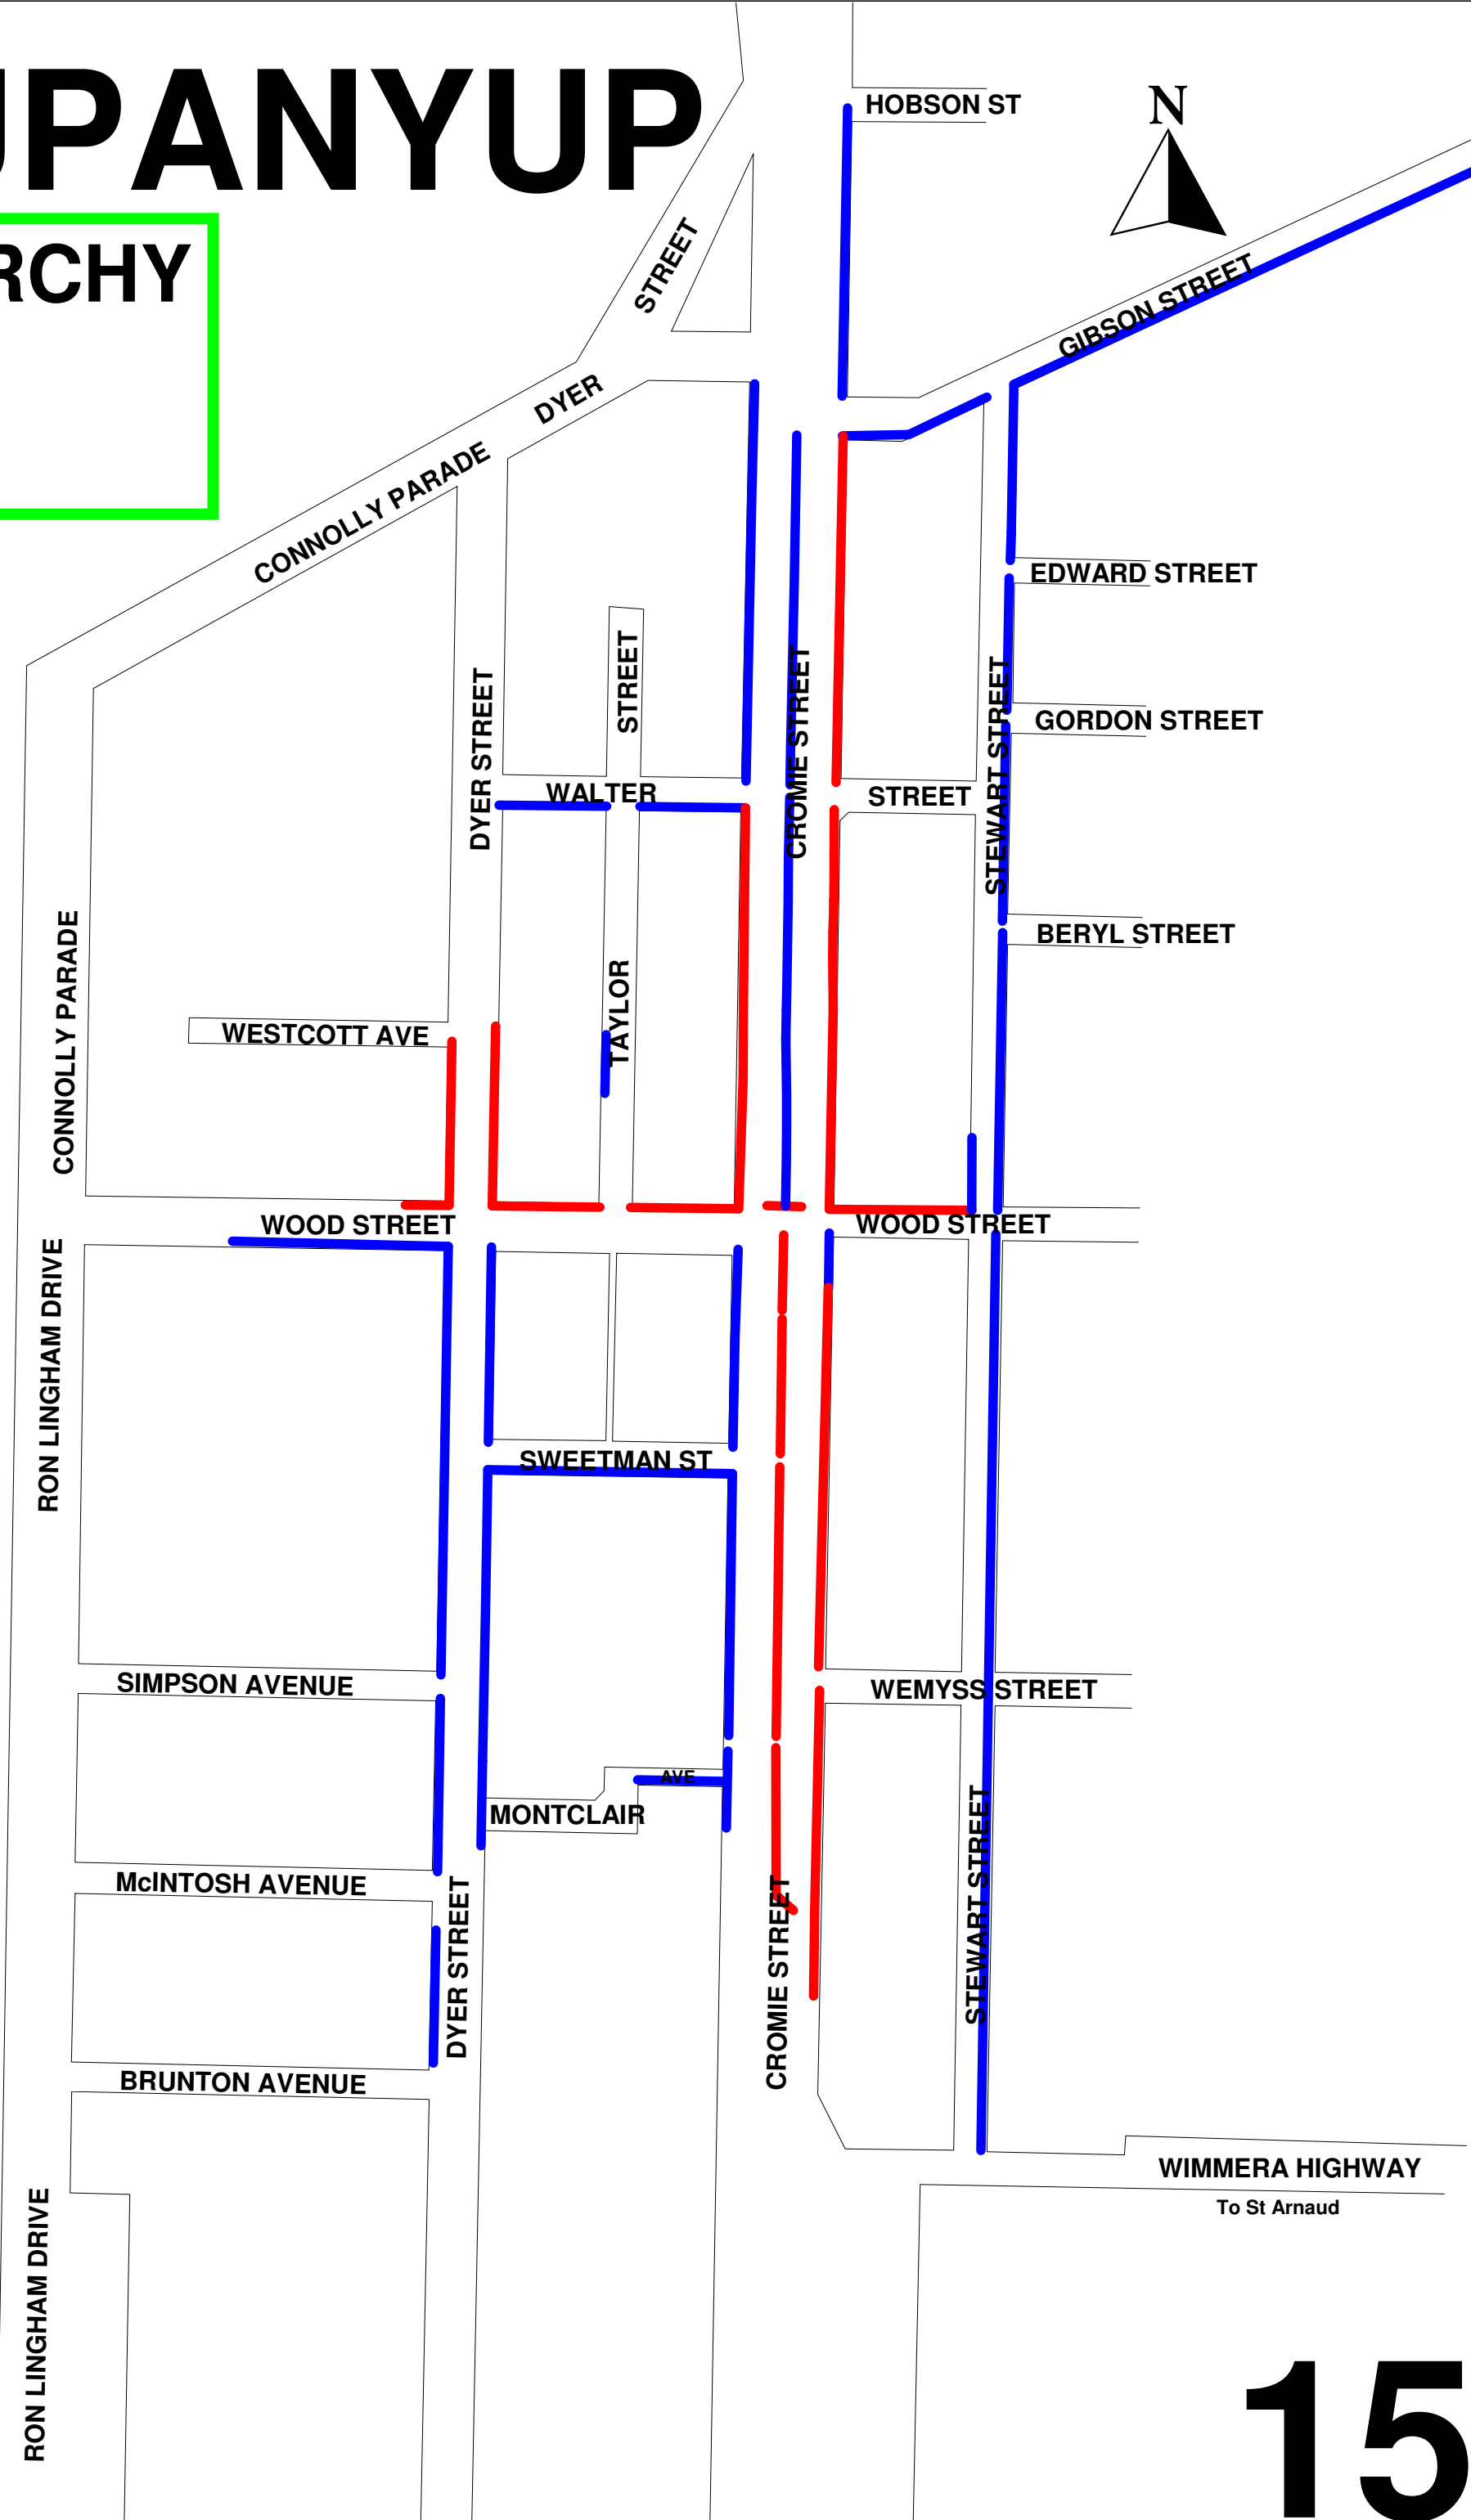 PANYUP
RCHY
HOBSON ST
N
STREET
GIBSON STREET
DYER
CONNOLLY PARADE
EDWARD STREET
STREET
DYER STREET
CROMIE STREET
STEWART STREET
GORDON STREET
WALTER
STREET
BERYL STREET
CONNOLLY PARADE
TAYLOR
WESTCOTT AVE
WOOD STREET
WOOD STREET
RON LINGHAM DRIVE
SWEETMAN ST
SIMPSON AVENUE
WEMYSS STREET
AVE
MONTCLAIR
STEWART STREET
McINTOSH AVENUE
DYER STREET
CROMIE STREET
BRUNTON AVENUE
WIMMERA HIGHWAY
To St Arnaud
RON LINGHAM DRIVE
15